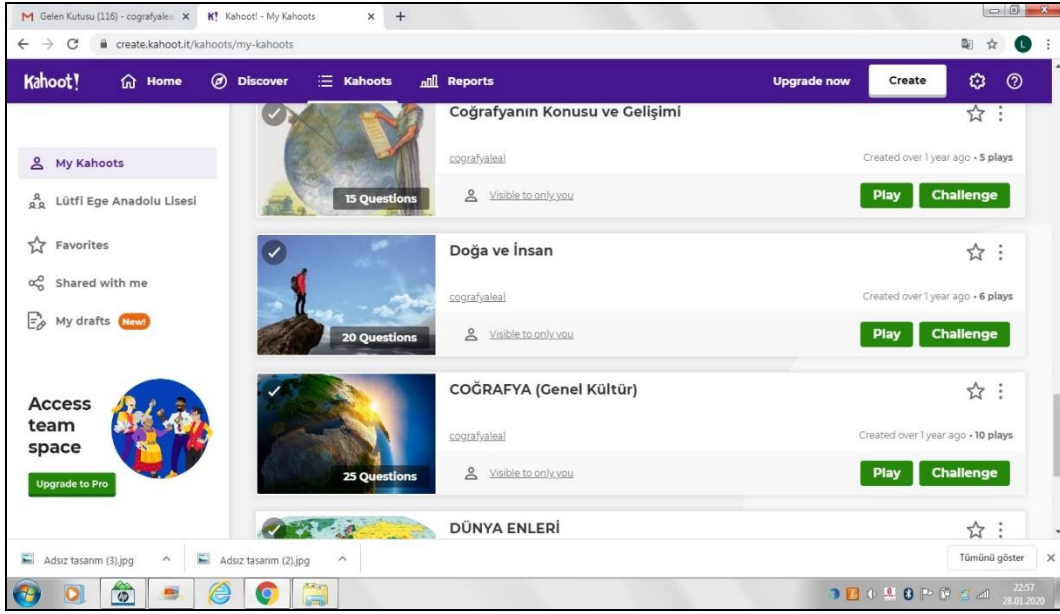 Gelen Kutusu (116) - cografyale
Kahoot! - My Kahoots
create.kahoot.it/kahoots/my-kahoots
L
Kahoot!
Home
Discover
Kahoots
Reports
Upgrade now
Create
My Kahoots
Lütfi Ege Anadolu Lisesi
Favorites
Shared with me
My drafts New!
Access
team
space
Upgrade to Pro
Coğrafyanın Konusu ve Gelişimi
cografyaleal
Created over 1 year ago • 5 plays
15 Questions
Visible to only you
Play
Challenge
Doğa ve İnsan
cografyaleal
Created over 1 year ago • 6 plays
20 Questions
Visible to only you
Play
Challenge
COĞRAFYA (Genel Kültür)
cografyaleal
Created over 1 year ago • 10 plays
25 Questions
Visible to only you
Play
Challenge
DÜNYA ENLERİ
Adsız tasarım (3).jpg
Adsız tasarım (2).jpg
Tümünü göster
22:57
28.01.2020